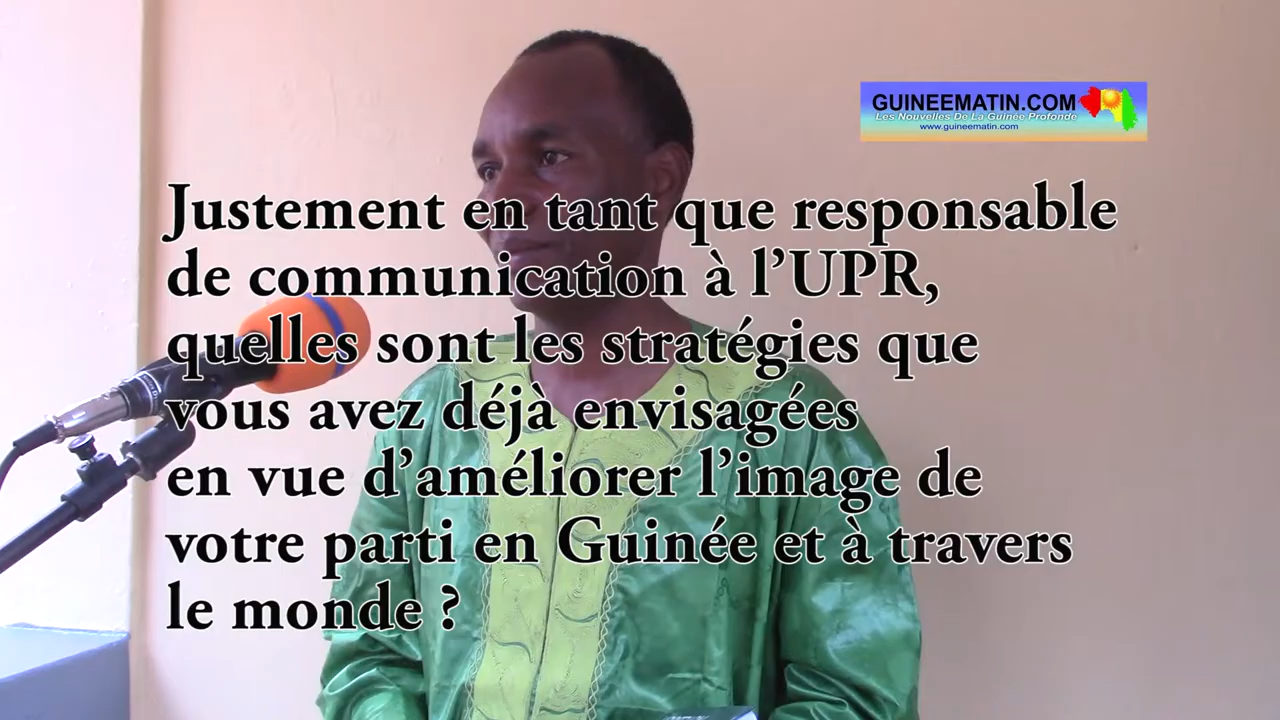 GUINEEMATIN.COM
Les Nouvelles De La Guinée Profonde
www.guineematin.com
Justement en tant que responsable
de communication à l’UPR,
quelles sont les stratégies que
vous avez déjà envisagées
en vue d’améliorer l’image de
votre parti en Guinée et à travers
le monde ?